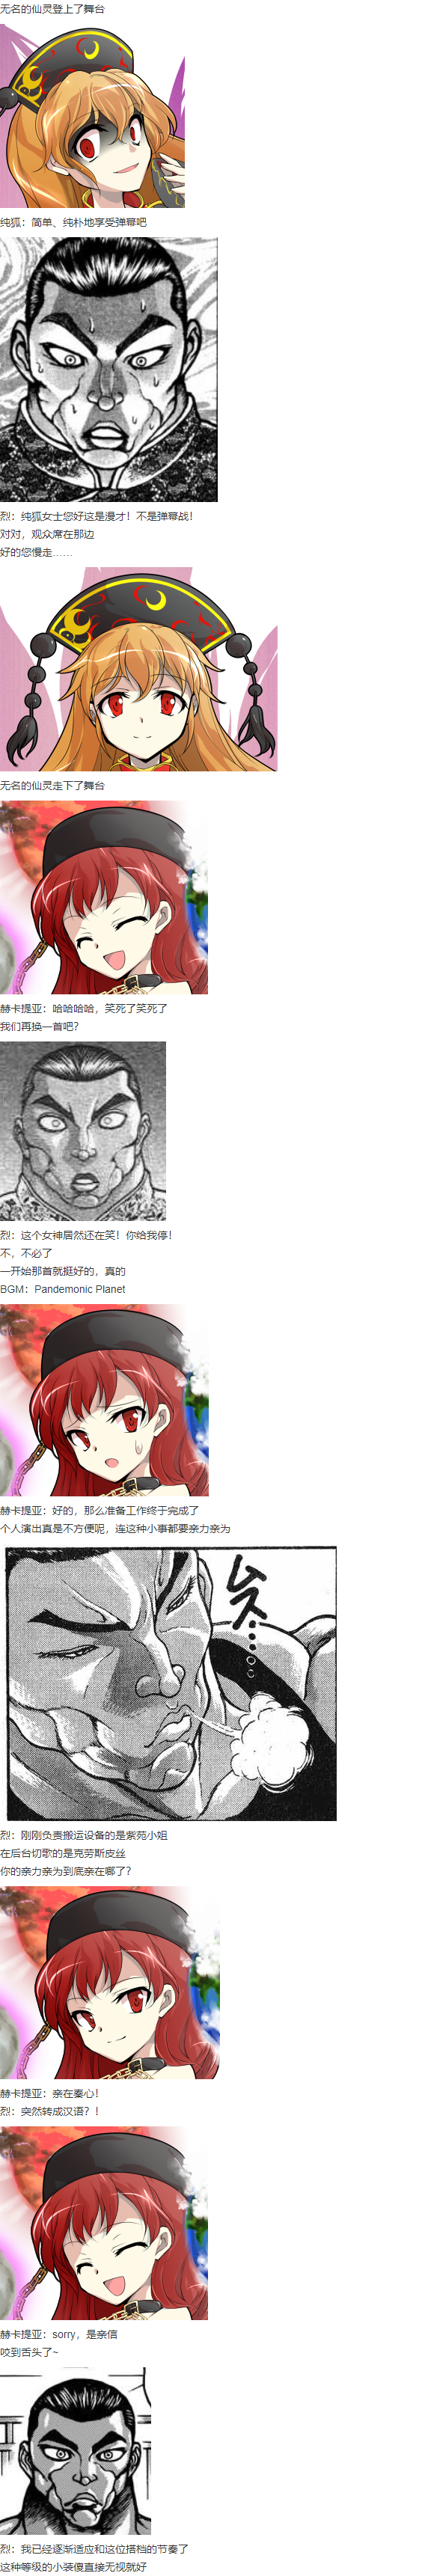 无名的仙灵登上了舞台
纯狐：简单、纯朴地享受弹幕吧
烈：纯狐女士您好这是漫才！不是弹幕战！
对对，观众席在那边
好的您慢走……
无名的仙灵走下了舞台
赫卡提亚：哈哈哈哈，笑死了笑死了
我们再换一首吧？
烈：这个女神居然还在笑！你给我停！
不，不必了
一开始那首就挺好的，真的
BGM：Pandemonic Planet
赫卡提亚：好的，那么准备工作终于完成了
个人演出真是不方便呢，连这种小事都要亲力亲为
ムス…
烈：刚刚负责搬运设备的是紫苑小姐
在后台切歌的是克劳斯皮丝
你的亲力亲为到底亲在哪了？
赫卡提亚：亲在秦心！
烈：突然转成汉语？！
赫卡提亚：sorry，是亲信
咬到舌头了~
烈：我已经逐渐适应和这位搭档的节奏了
这种等级的小装傻直接无视就好